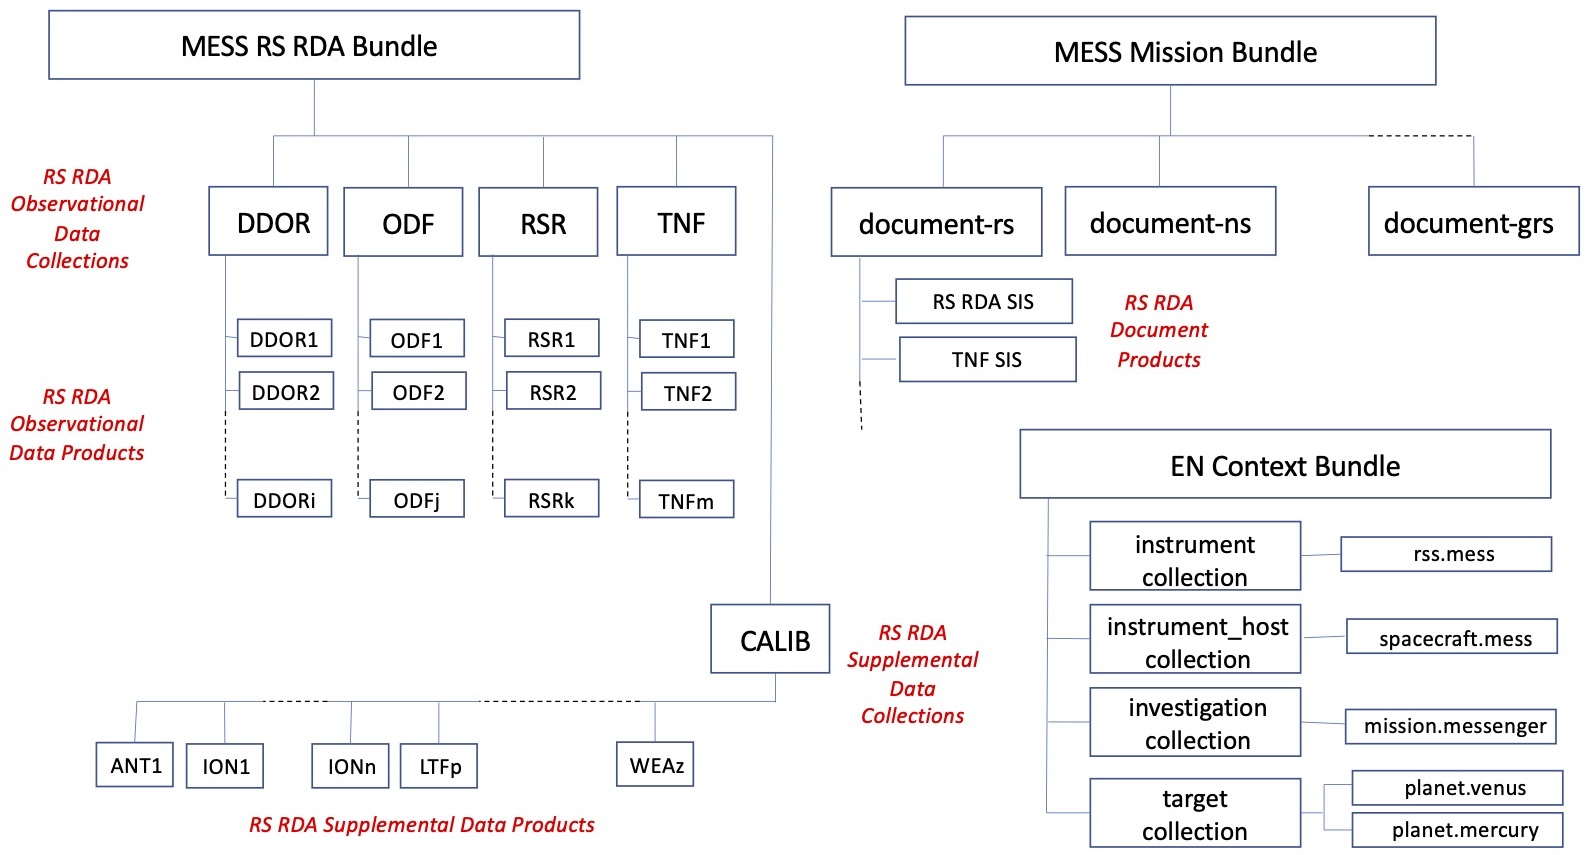 MESS RS RDA Bundle
RS RDA
Observational
Data
Collections
DDOR
ODF
RSR
TNF
DDOR1
ODF1
RSR1
TNF1
DDOR2
ODF2
RSR2
TNF2
RS RDA
Observational
Data Products
DDORi
ODFj
RSRk
TNFm
CALIB
RS RDA
Supplemental
Data
Collections
ANT1
ION1
IONn
LTFp
WEAz
RS RDA Supplemental Data Products
MESS Mission Bundle
document-rs
document-ns
document-grs
RS RDA SIS
TNF SIS
RS RDA
Document
Products
EN Context Bundle
instrument
collection
rss.mess
instrument_host
collection
spacecraft.mess
investigation
collection
mission.messenger
target
collection
planet.venus
planet.mercury